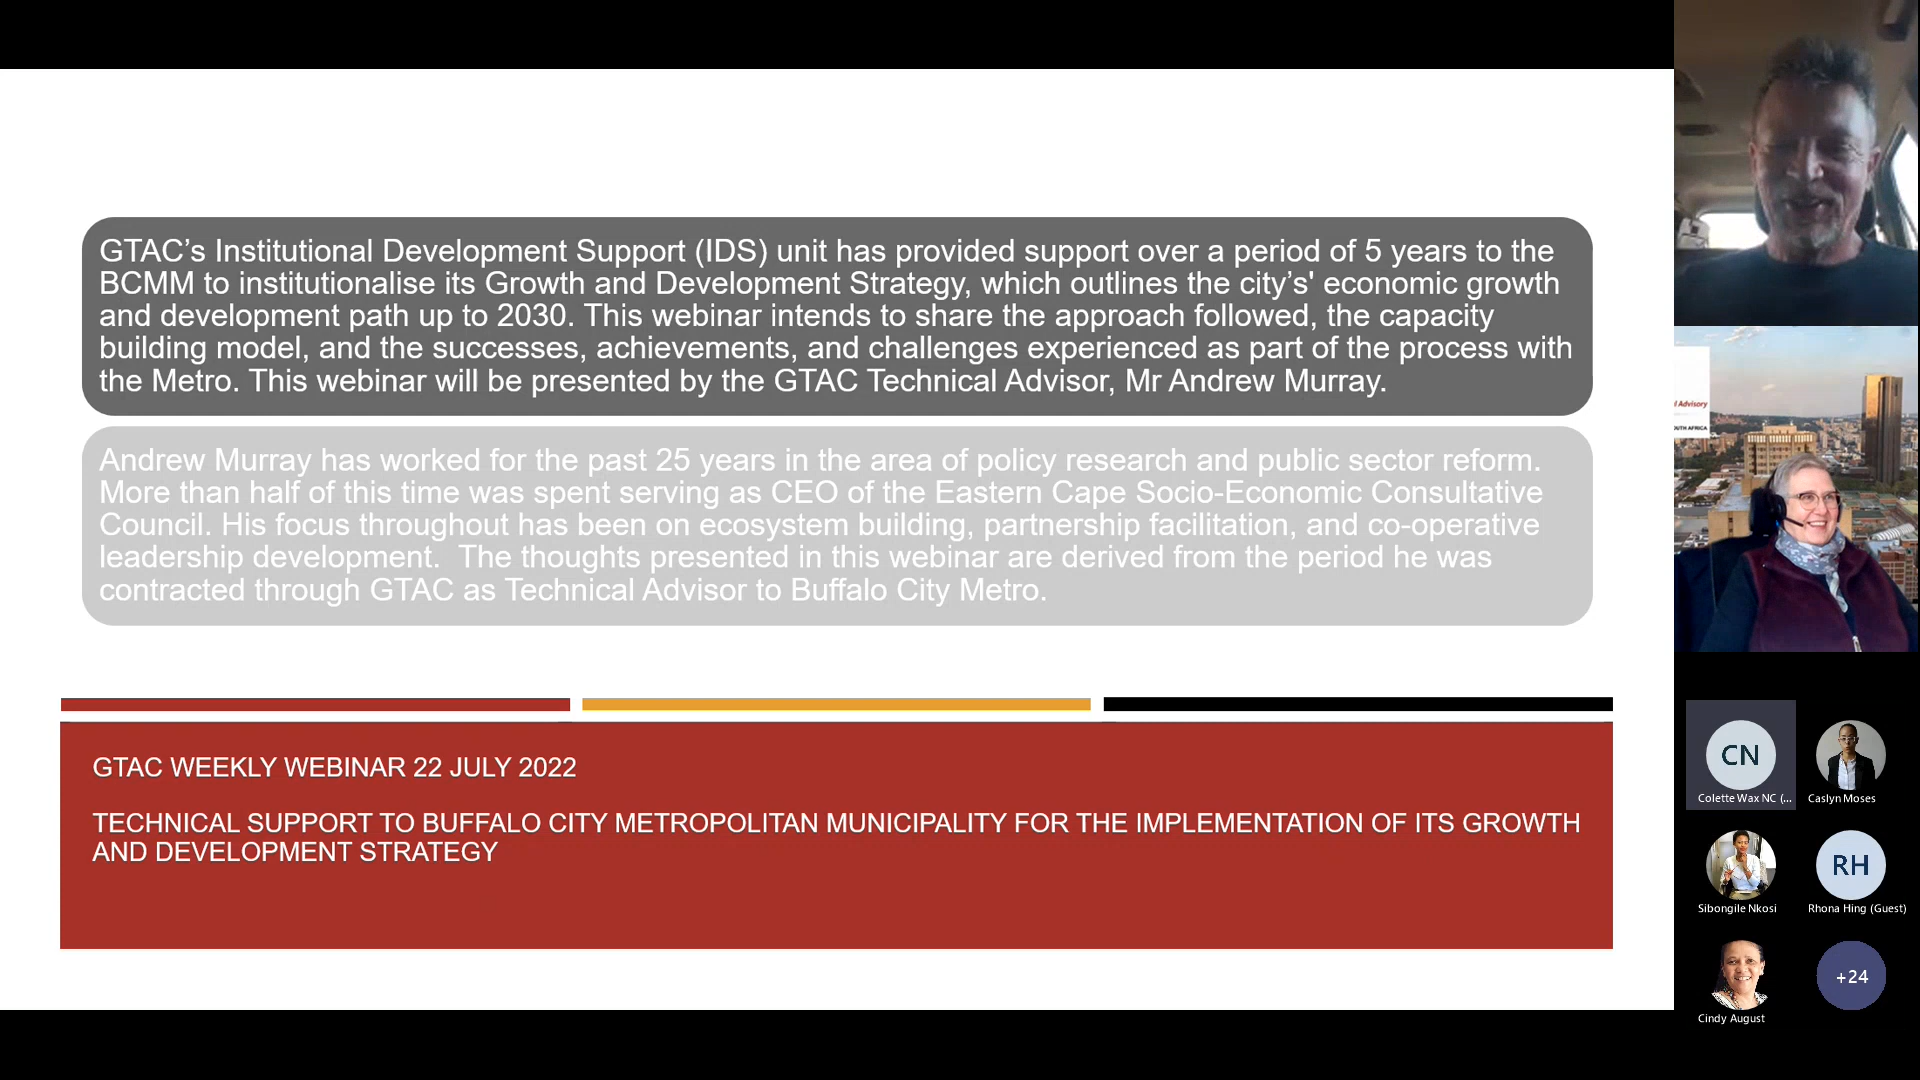 GTAC’s Institutional Development Support (IDS) unit has provided support over a period of 5 years to the
BCMM to institutionalise its Growth and Development Strategy, which outlines the city’s' economic growth
and development path up to 2030. This webinar intends to share the approach followed, the capacity
building model, and the successes, achievements, and challenges experienced as part of the process with
the Metro. This webinar will be presented by the GTAC Technical Advisor, Mr Andrew Murray.
Andrew Murray has worked for the past 25 years in the area of policy research and public sector reform.
More than half of this time was spent serving as CEO of the Eastern Cape Socio-Economic Consultative
Council. His focus throughout has been on ecosystem building, partnership facilitation, and co-operative
leadership development.  The thoughts presented in this webinar are derived from the period he was
contracted through GTAC as Technical Advisor to Buffalo City Metro.
GTAC WEEKLY WEBINAR 22 JULY 2022
TECHNICAL SUPPORT TO BUFFALO CITY METROPOLITAN MUNICIPALITY FOR THE IMPLEMENTATION OF ITS GROWTH
AND DEVELOPMENT STRATEGY
l Advisory
OUTH AFRICA
CN
Colette Wax NC (...
Caslyn Moses
Sibongile Nkosi
RH
Rhona Hing (Guest)
Cindy August
+24